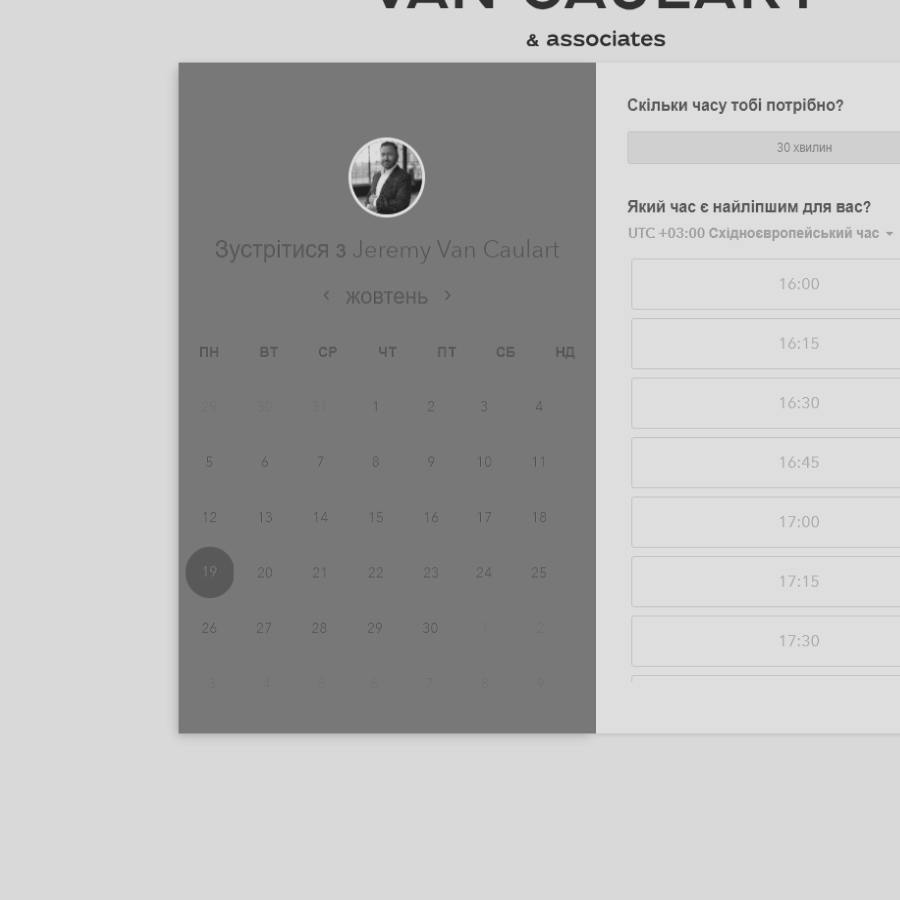 VAN CAULART
& associates
Зустрітися з Jeremy Van Caulart
жовтень
ПН ВТ СР ЧТ ПТ СБ НД
29 30 31 1 2 3 4
5 6 7 8 9 10 11
12 13 14 15 16 17 18
19 20 21 22 23 24 25
26 27 28 29 30 1 2
3 4 5 6 7 8 9
Скільки часу тобі потрібно?
30 хвилин
Який час є найліпшим для вас?
UTC +03:00 Східноєвропейський час
16:00
16:15
16:30
16:45
17:00
17:15
17:30